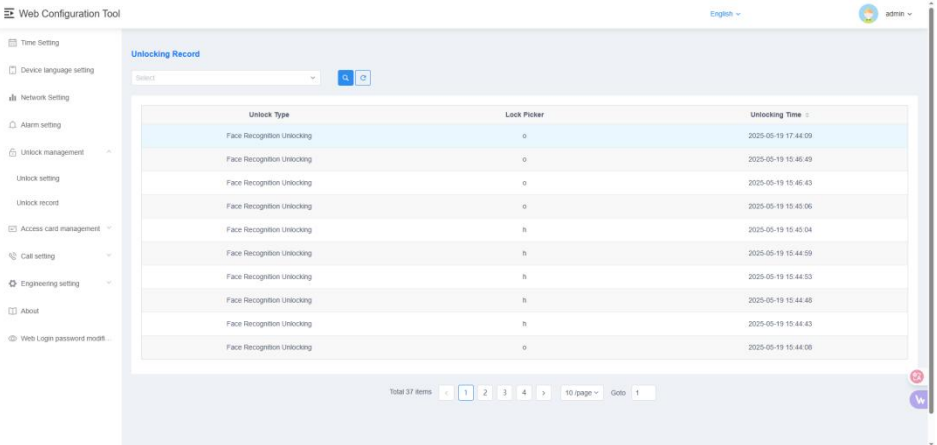 Web Configuration Tool
English
admin
Time Setting
Device language setting
Network Setting
Alarm setting
Unlock management
Unlock setting
Unlock record
Access card management
Call setting
Engineering setting
About
Web Login password modifi...
Unlocking Record
Select
Unlock Type Lock Picker Unlocking Time
Face Recognition Unlocking o 2025-05-19 17:44:09
Face Recognition Unlocking o 2025-05-19 15:46:49
Face Recognition Unlocking o 2025-05-19 15:46:43
Face Recognition Unlocking o 2025-05-19 15:45:06
Face Recognition Unlocking h 2025-05-19 15:45:04
Face Recognition Unlocking h 2025-05-19 15:44:59
Face Recognition Unlocking h 2025-05-19 15:44:53
Face Recognition Unlocking h 2025-05-19 15:44:48
Face Recognition Unlocking h 2025-05-19 15:44:43
Face Recognition Unlocking o 2025-05-19 15:44:08
Total 37 items < 1 2 3 4 > 10 /page Goto 1